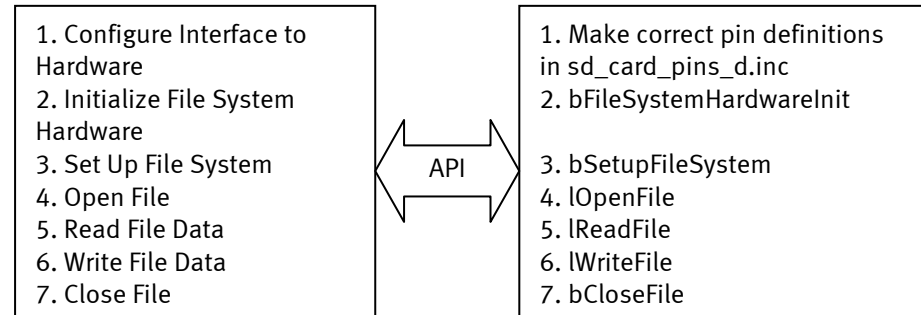 1. Configure Interface to
Hardware
2. Initialize File System
Hardware
3. Set Up File System
4. Open File
5. Read File Data
6. Write File Data
7. Close File
API
1. Make correct pin definitions
in sd_card_pins_d.inc
2. bFileSystemHardwareInit
3. bSetupFileSystem
4. lOpenFile
5. lReadFile
6. lWriteFile
7. bCloseFile